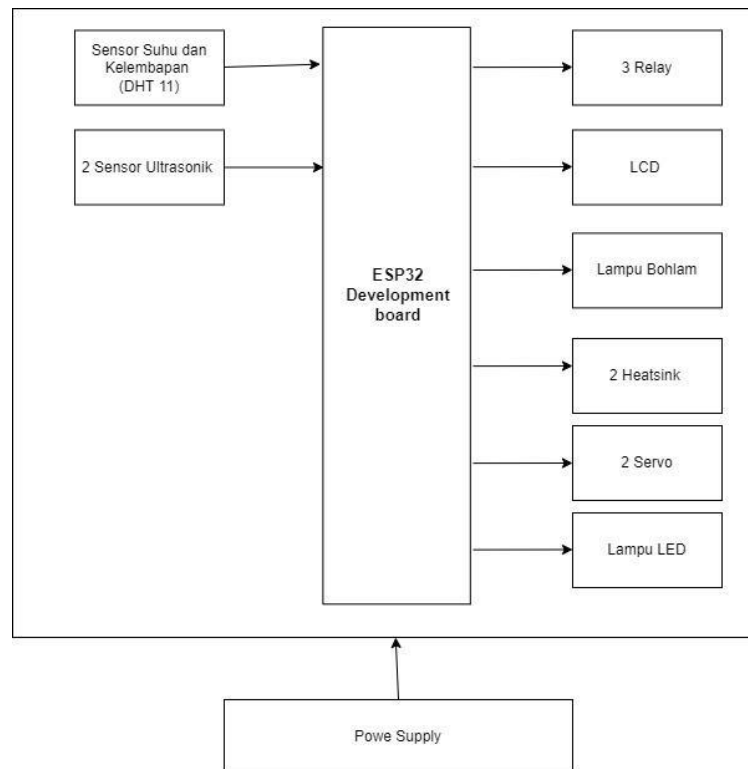 Sensor Suhu dan
Kelembapan
(DHT 11)
2 Sensor Ultrasonik
ESP32
Development
board
3 Relay
LCD
Lampu Bohlam
2 Heatsink
2 Servo
Lampu LED
Powe Supply